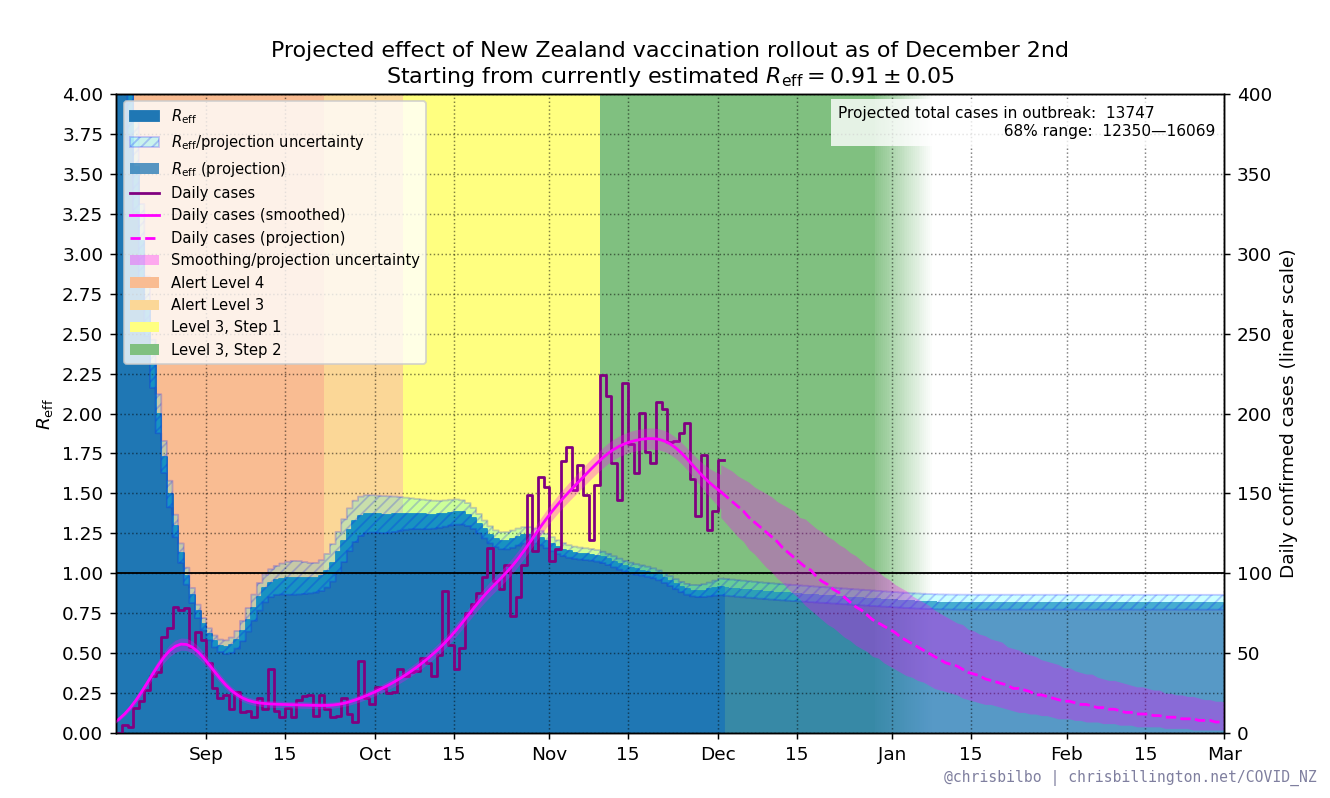 Projected effect of New Zealand vaccination rollout as of December 2nd
Starting from currently estimated Reff = 0.91 ± 0.05
Projected total cases in outbreak: 13747
68% range: 12350—16069
Reff
Reff/projection uncertainty
Reff (projection)
Daily cases
Daily cases (smoothed)
Daily cases (projection)
Smoothing/projection uncertainty
Alert Level 4
Alert Level 3
Level 3, Step 1
Level 3, Step 2
4.00
3.75
3.50
3.25
3.00
2.75
2.50
2.25
2.00
1.75
1.50
1.25
1.00
0.75
0.50
0.25
0.00
Reff
400
350
300
250
200
150
100
50
0
Daily confirmed cases (linear scale)
Sep 15 Oct 15 Nov 15 Dec 15 Jan 15 Feb 15 Mar
@chrisbilbo | chrisbillington.net/COVID_NZ